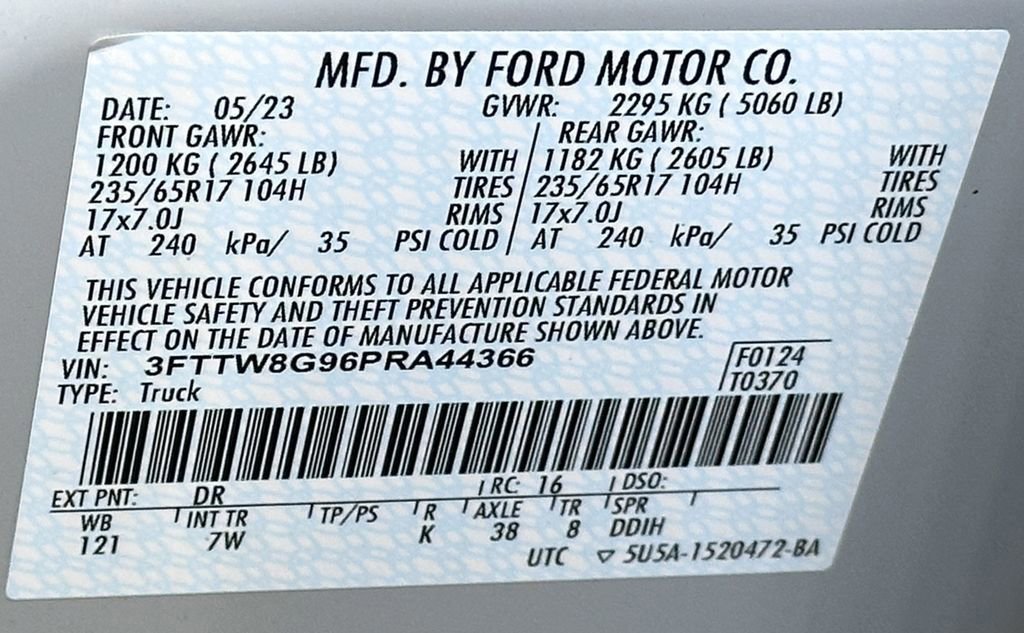 MFD. BY FORD MOTOR CO.
DATE: 05/23 GVWR: 2295 KG ( 5060 LB)
FRONT GAWR: REAR GAWR:
1200 KG ( 2645 LB) WITH 1182 KG ( 2605 LB) WITH
235/65R17 104H TIRES 235/65R17 104H TIRES
17x7.0J RIMS 17x7.0J RIMS
AT 240 kPa/ 35 PSI COLD AT 240 kPa/ 35 PSI COLD
THIS VEHICLE CONFORMS TO ALL APPLICABLE FEDERAL MOTOR
VEHICLE SAFETY AND THEFT PREVENTION STANDARDS IN
EFFECT ON THE DATE OF MANUFACTURE SHOWN ABOVE.
VIN: 3FTTW8G96PRA44366 F0124
TYPE: Truck T0370
EXT PNT: DR RC: 16 DSO:
WB INT TR TP/PS R AXLE TR SPR
121 7W K 38 8 DDIH
UTC ▽ 5U5A-1520472-BA